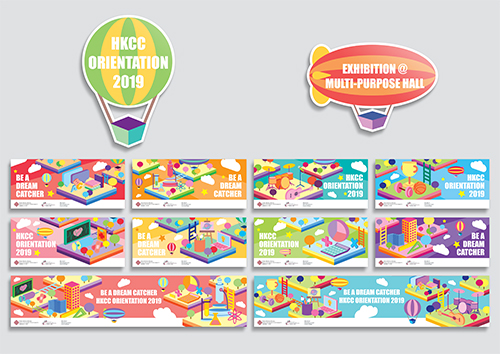 HKCC
ORIENTATION
2019
EXHIBITION @
MULTI-PURPOSE HALL
BE A
DREAM
CATCHER
BE A
DREAM
CATCHER
HKCC
ORIENTATION
2019
HKCC
ORIENTATION
2019
HKCC
ORIENTATION
2019
BE A
DREAM
CATCHER
HKCC
ORIENTATION
2019
BE A
DREAM
CATCHER
BE A DREAM CATCHER
HKCC ORIENTATION 2019
BE A DREAM CATCHER
HKCC ORIENTATION 2019